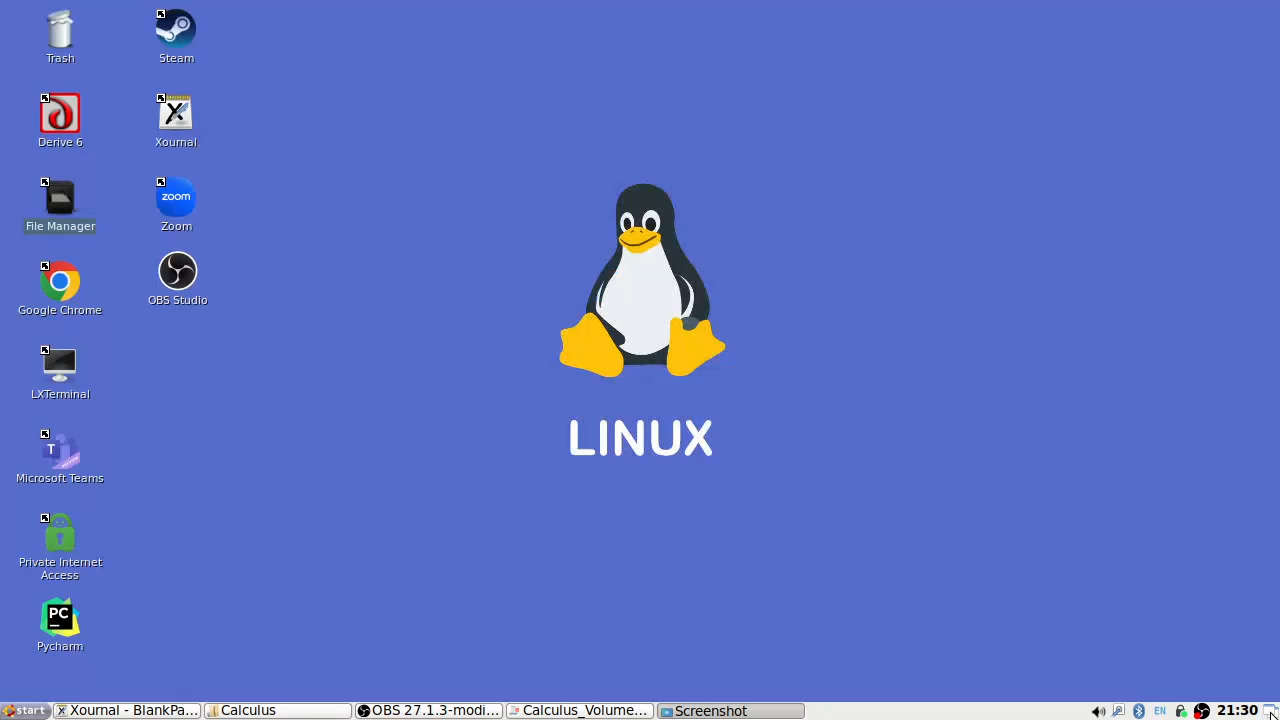 Trash
Steam
Derive 6
Xournal
File Manager
zoom
Zoom
Google Chrome
OBS Studio
LXTerminal
T
Microsoft Teams
Private Internet
Access
PC
Pycharm
LINUX
start
Xournal - BlankPa...
Calculus
OBS 27.1.3-modi...
Calculus_Volume...
Screenshot
EN
21:30